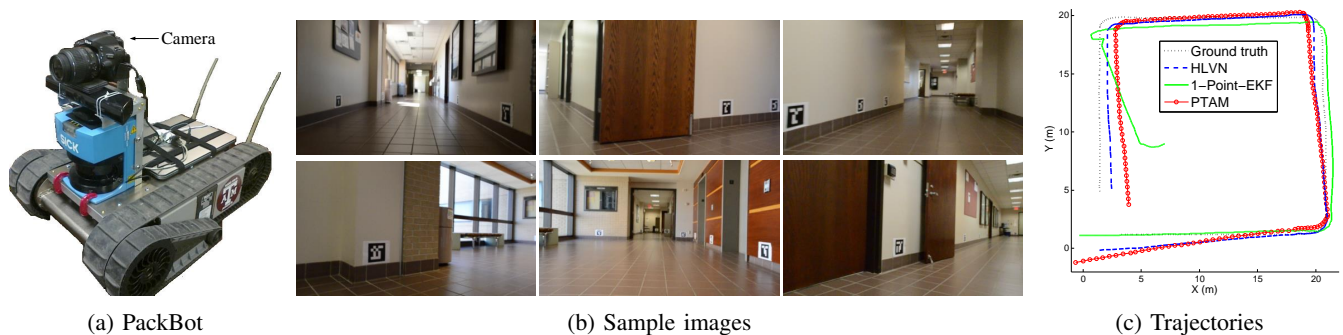 Camera
SICK
(a) PackBot
(b) Sample images
20
15
10
5
0
Y (m)
Ground truth
HLVN
1-Point-EKF
PTAM
0 5 10 15 20
X (m)
(c) Trajectories